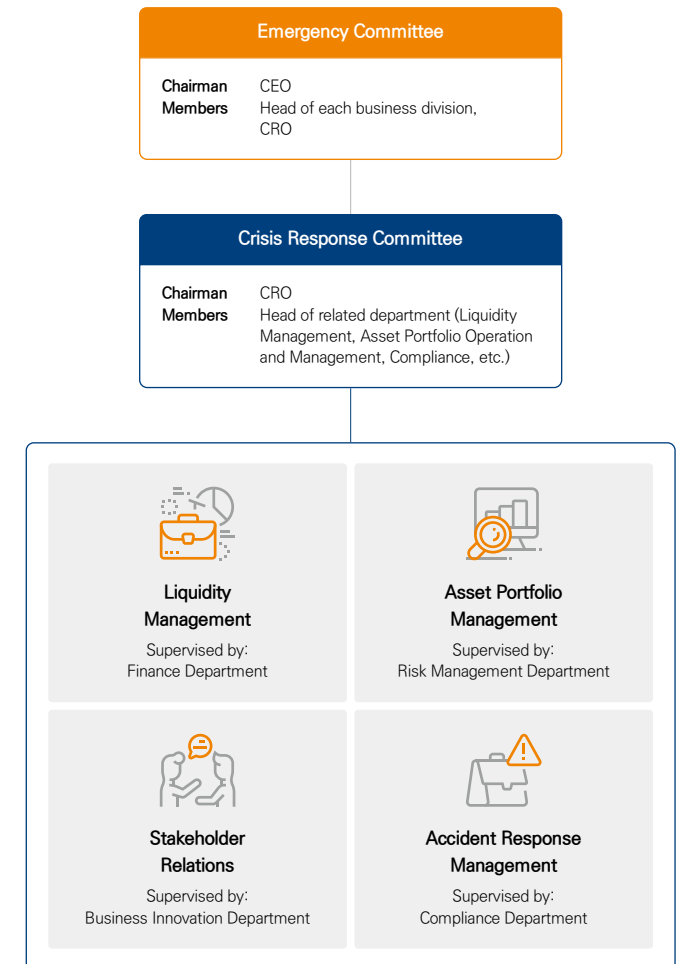 Emergency Committee
Chairman CEO
Members Head of each business division,
CRO
Crisis Response Committee
Chairman CRO
Members Head of related department (Liquidity
Management, Asset Portfolio Operation
and Management, Compliance, etc.)
Liquidity
Management
Supervised by:
Finance Department
Asset Portfolio
Management
Supervised by:
Risk Management Department
Stakeholder
Relations
Supervised by:
Business Innovation Department
Accident Response
Management
Supervised by:
Compliance Department